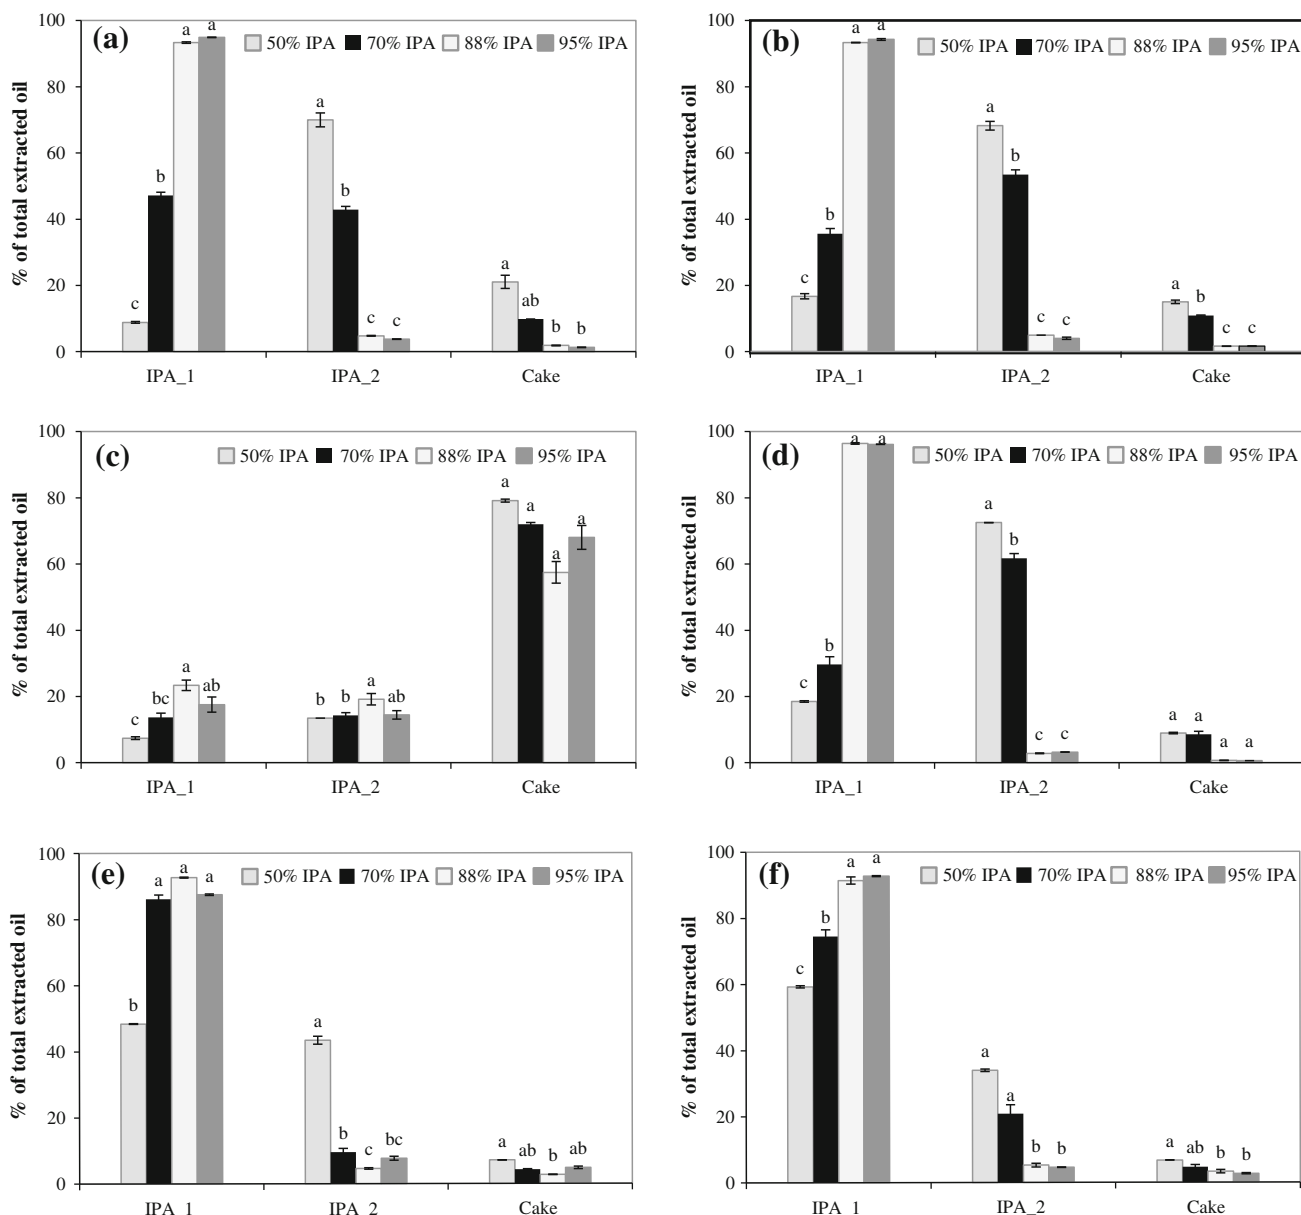 (a) 50% IPA 70% IPA 88% IPA 95% IPA
% of total extracted oil
100
80
60
40
20
0
c b a a
a b c c
a ab b b
IPA_1 IPA_2 Cake
(b) 50% IPA 70% IPA 88% IPA 95% IPA
% of total extracted oil
100
80
60
40
20
0
c b a a
a b c c
a b c c
IPA_1 IPA_2 Cake
(c) 50% IPA 70% IPA 88% IPA 95% IPA
% of total extracted oil
100
80
60
40
20
0
c bc a ab
b b a ab
a a a a
IPA_1 IPA_2 Cake
(d) 50% IPA 70% IPA 88% IPA 95% IPA
% of total extracted oil
100
80
60
40
20
0
c b a a
a b c c
a a a a
IPA_1 IPA_2 Cake
(e) 50% IPA 70% IPA 88% IPA 95% IPA
% of total extracted oil
100
80
60
40
20
0
b a a a
a b c bc
a ab b ab
IPA_1 IPA_2 Cake
(f) 50% IPA 70% IPA 88% IPA 95% IPA
% of total extracted oil
100
80
60
40
20
0
c b a a
a a b b
a ab b b
IPA_1 IPA_2 Cake